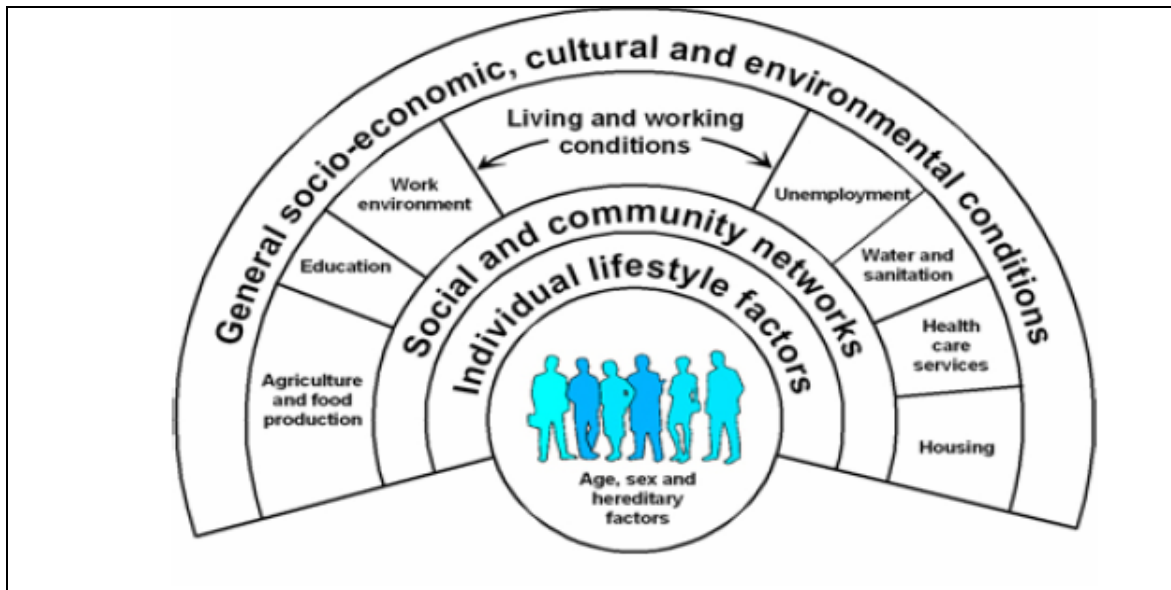 General socio-economic, cultural and environmental conditions
Living and working
conditions
Work
environment
Education
Agriculture
and food
production
Unemployment
Water and
sanitation
Health
care
services
Housing
Social and community networks
Individual lifestyle factors
Age, sex and
hereditary
factors